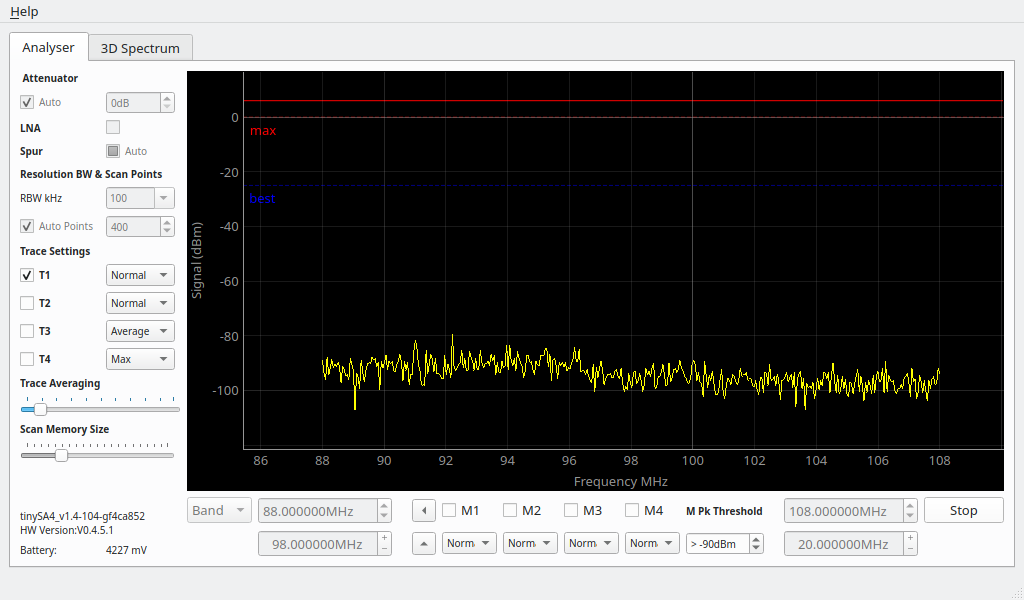 Help
Analyser
3D Spectrum
Attenuator
Auto
0dB
LNA
Spur
Auto
Resolution BW & Scan Points
RBW kHz
100
Auto Points
400
Trace Settings
T1
Normal
T2
Normal
T3
Average
T4
Max
Trace Averaging
Scan Memory Size
tinySA4_v1.4-104-gf4ca852
HW Version:V0.4.5.1
Battery:
4227 mV
Signal (dBm)
0
-20
-40
-60
-80
-100
max
best
86 88 90 92 94 96 98 100 102 104 106 108
Frequency MHz
Band
88.000000MHz
M1
M2
M3
M4
M Pk Threshold
108.000000MHz
Stop
98.000000MHz
Norm
Norm
Norm
Norm
> -90dBm
20.000000MHz